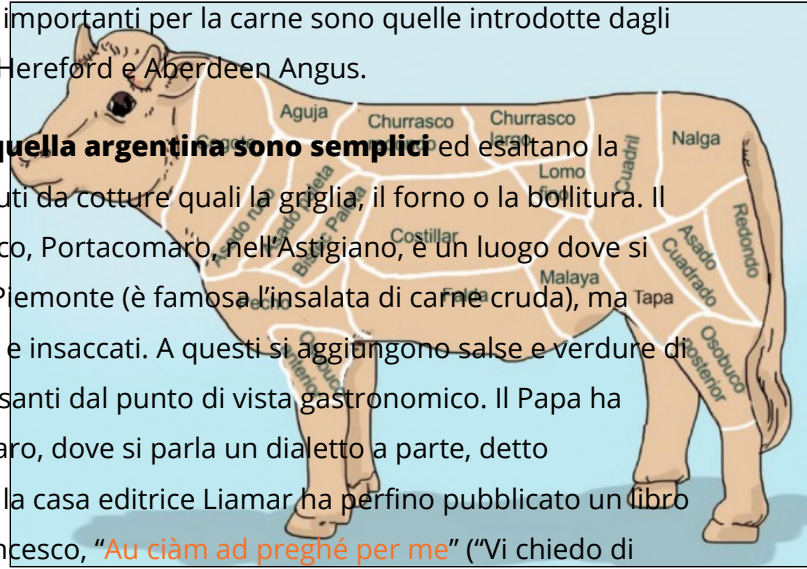 importanti per la carne sono quelle introdotte dagli
Hereford e Aberdeen Angus.
quella argentina sono semplici ed esaltano la
uti da cotture quali la griglia, il forno o la bollitura. Il
co, Portacomaro, nell'Astigiano, è un luogo dove si
Piemonte (è famosa l'insalata di carne cruda), ma
e insaccati. A questi si aggiungono salse e verdure di
santi dal punto di vista gastronomico. Il Papa ha
aro, dove si parla un dialetto a parte, detto
la casa editrice Liamar ha perfino pubblicato un libro
ncesco, “Au ciàm ad preghé per me” (“Vi chiedo di
Aguja
Churrasco
Churrasco
largo
Cogote
Cuadril
Nalga
Lomo
Costillar
Redondo
Asado
Cuadrado
Malaya
Falda
Tapa
Pecho
Osobuco
Posterior